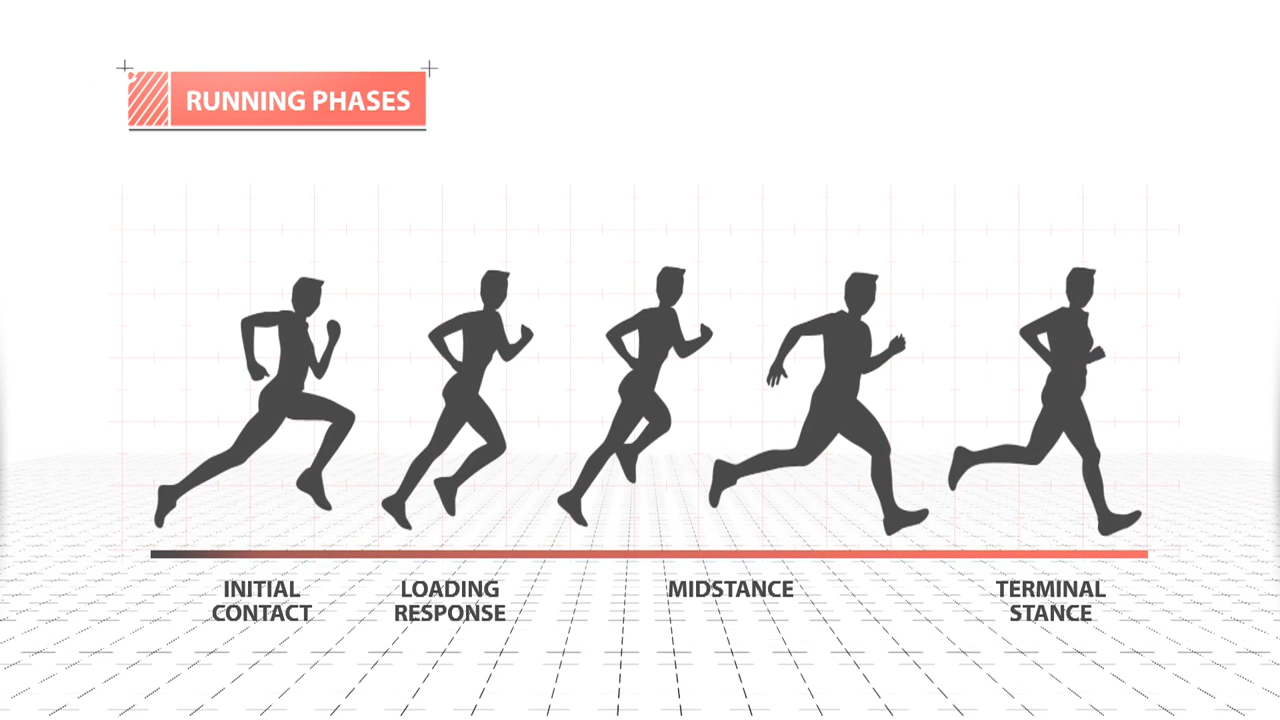 RUNNING PHASES
INITIAL
CONTACT
LOADING
RESPONSE
MIDSTANCE
TERMINAL
STANCE